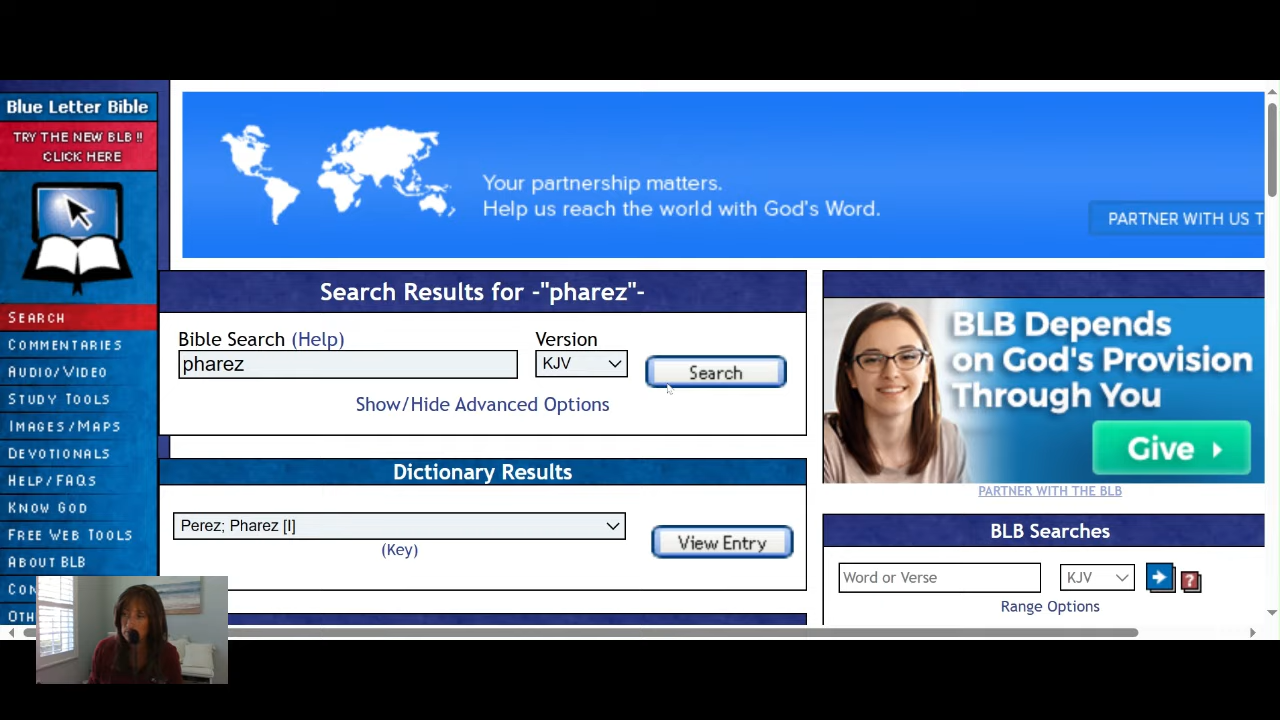 Blue Letter Bible
TRY THE NEW BLB !!
CLICK HERE
SEARCH
COMMENTARIES
AUDIO/VIDEO
STUDY TOOLS
IMAGES/MAPS
DEVOTIONALS
HELP/FAQS
KNOW GOD
FREE WEB TOOLS
ABOUT BLB
CON
OTH
Your partnership matters.
Help us reach the world with God's Word.
PARTNER WITH US T
Search Results for -"pharez"-
Bible Search (Help)
Version
pharez
KJV
Search
Show/Hide Advanced Options
Dictionary Results
Perez; Pharez [I]
View Entry
(Key)
BLB Depends
on God's Provision
Through You
Give
PARTNER WITH THE BLB
BLB Searches
Word or Verse
KJV
?
Range Options